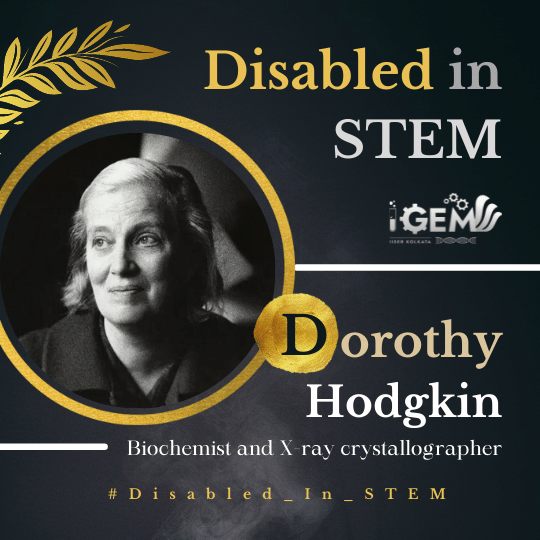 Disabled in
STEM
iGEM
IISER KOLKATA
Dorothy
Hodgkin
Biochemist and X-ray crystallographer
#Disabled_In_STEM